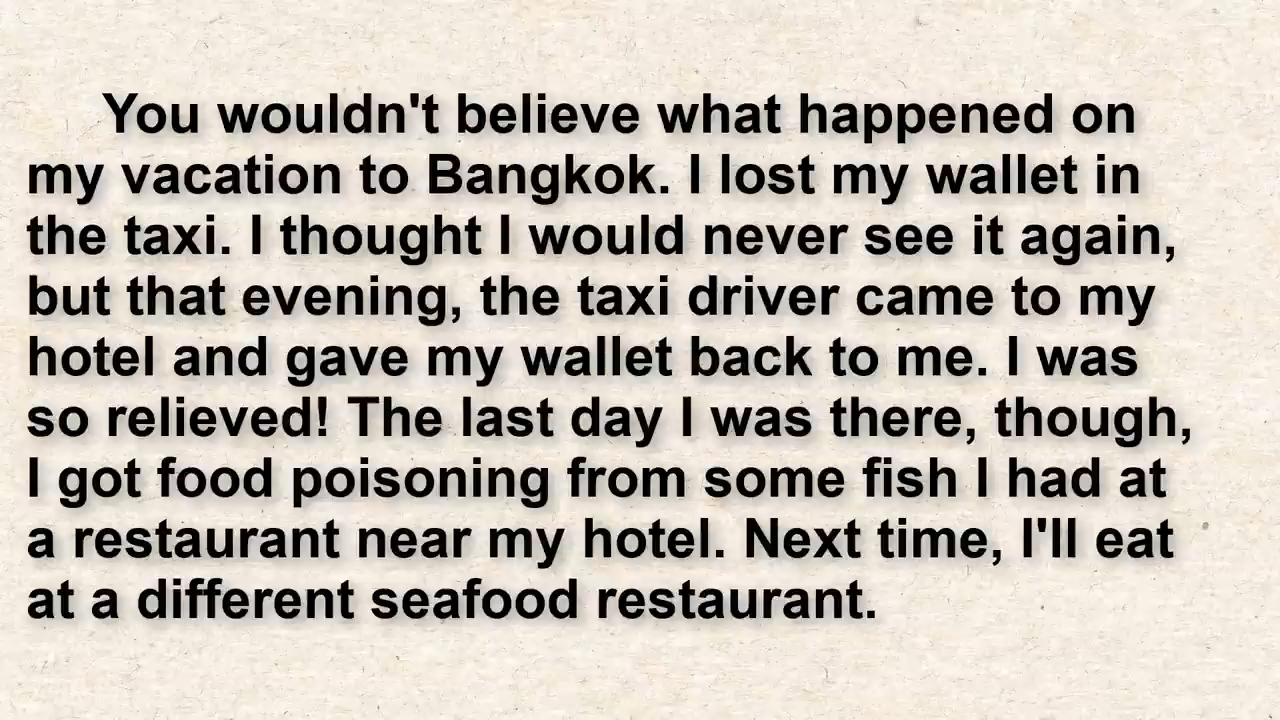 You wouldn't believe what happened on
my vacation to Bangkok. I lost my wallet in
the taxi. I thought I would never see it again,
but that evening, the taxi driver came to my
hotel and gave my wallet back to me. I was
so relieved! The last day I was there, though,
I got food poisoning from some fish I had at
a restaurant near my hotel. Next time, I'll eat
at a different seafood restaurant.